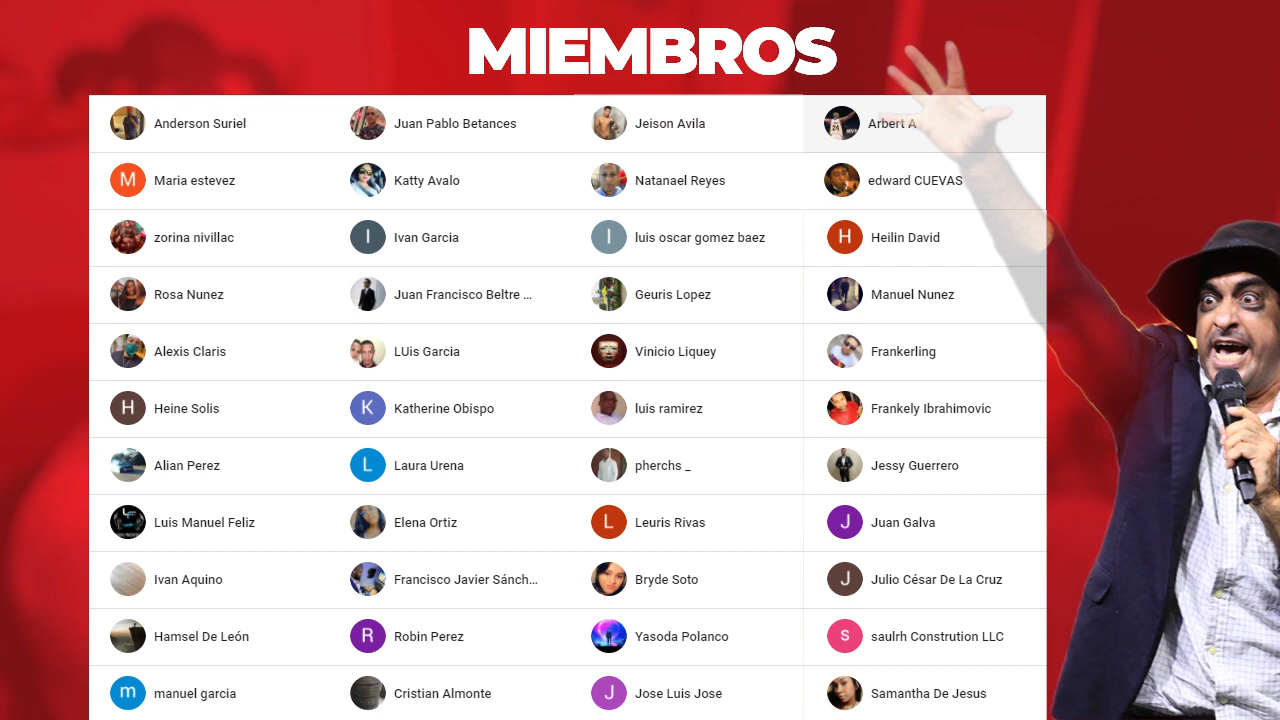 MIEMBROS
Anderson Suriel
Juan Pablo Betances
Jeison Avila
Arbert A
M
Maria estevez
Katty Avalo
Natanael Reyes
edward CUEVAS
zorina nivillac
I
Ivan Garcia
l
luis oscar gomez baez
H
Heilin David
Rosa Nunez
Juan Francisco Beltre ...
Geuris Lopez
Manuel Nunez
Alexis Claris
LUis Garcia
Vinicio Liquey
Frankerling
H
Heine Solis
K
Katherine Obispo
luis ramirez
Frankely Ibrahimovic
Alian Perez
L
Laura Urena
pherchs _
Jessy Guerrero
Luis Manuel Feliz
Elena Ortiz
L
Leuris Rivas
J
Juan Galva
Ivan Aquino
Francisco Javier Sánch...
Bryde Soto
J
Julio César De La Cruz
Hamsel De León
R
Robin Perez
Yasoda Polanco
s
saulrh Constrution LLC
m
manuel garcia
Cristian Almonte
J
Jose Luis Jose
Samantha De Jesus